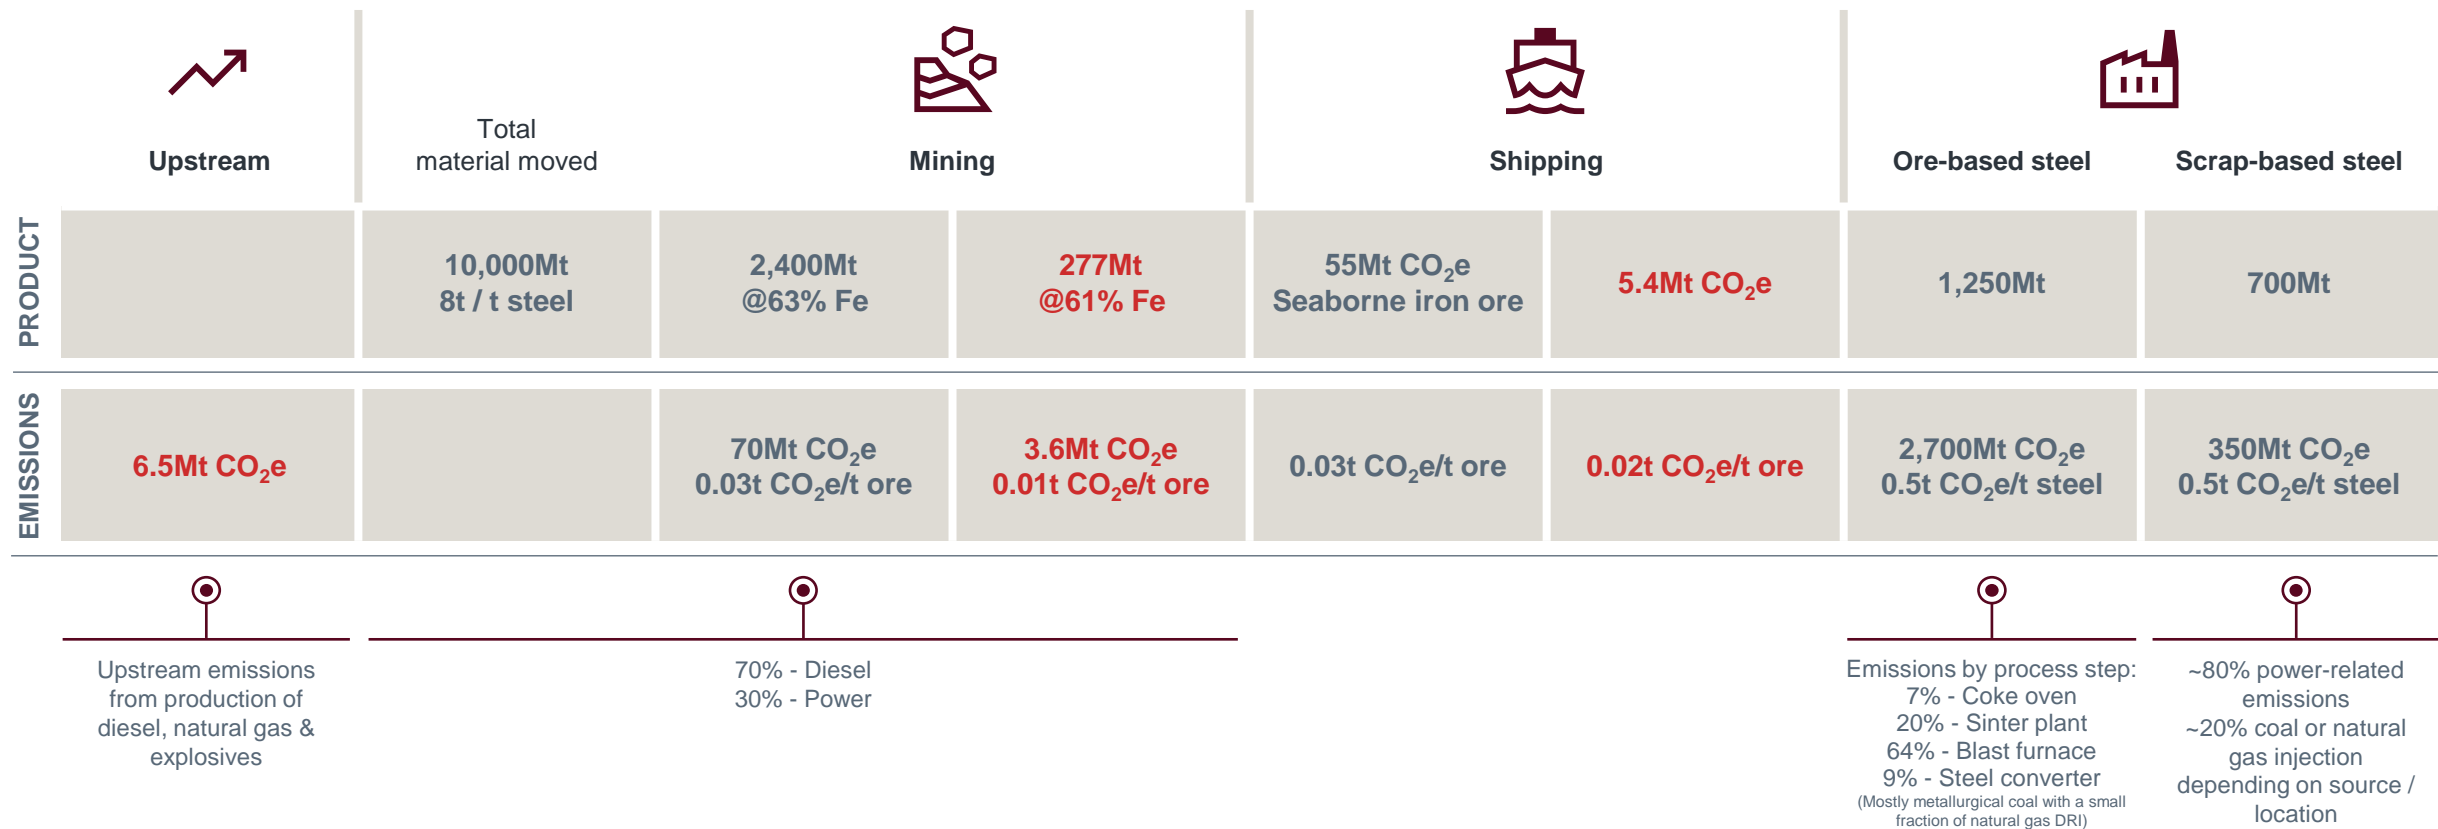 Upstream
Total
material moved
Mining
Shipping
Ore-based steel
Scrap-based steel
PRODUCT
10,000Mt
8t / t steel
2,400Mt
@63% Fe
277Mt
@61% Fe
55Mt CO₂e
Seaborne iron ore
5.4Mt CO₂e
1,250Mt
700Mt
EMISSIONS
6.5Mt CO₂e
70Mt CO₂e
0.03t CO₂e/t ore
3.6Mt CO₂e
0.01t CO₂e/t ore
0.03t CO₂e/t ore
0.02t CO₂e/t ore
2,700Mt CO₂e
0.5t CO₂e/t steel
350Mt CO₂e
0.5t CO₂e/t steel
Upstream emissions
from production of
diesel, natural gas &
explosives
70% - Diesel
30% - Power
Emissions by process step:
7% - Coke oven
20% - Sinter plant
64% - Blast furnace
9% - Steel converter
(Mostly metallurgical coal with a small
fraction of natural gas DRI)
~80% power-related
emissions
~20% coal or natural
gas injection
depending on source /
location